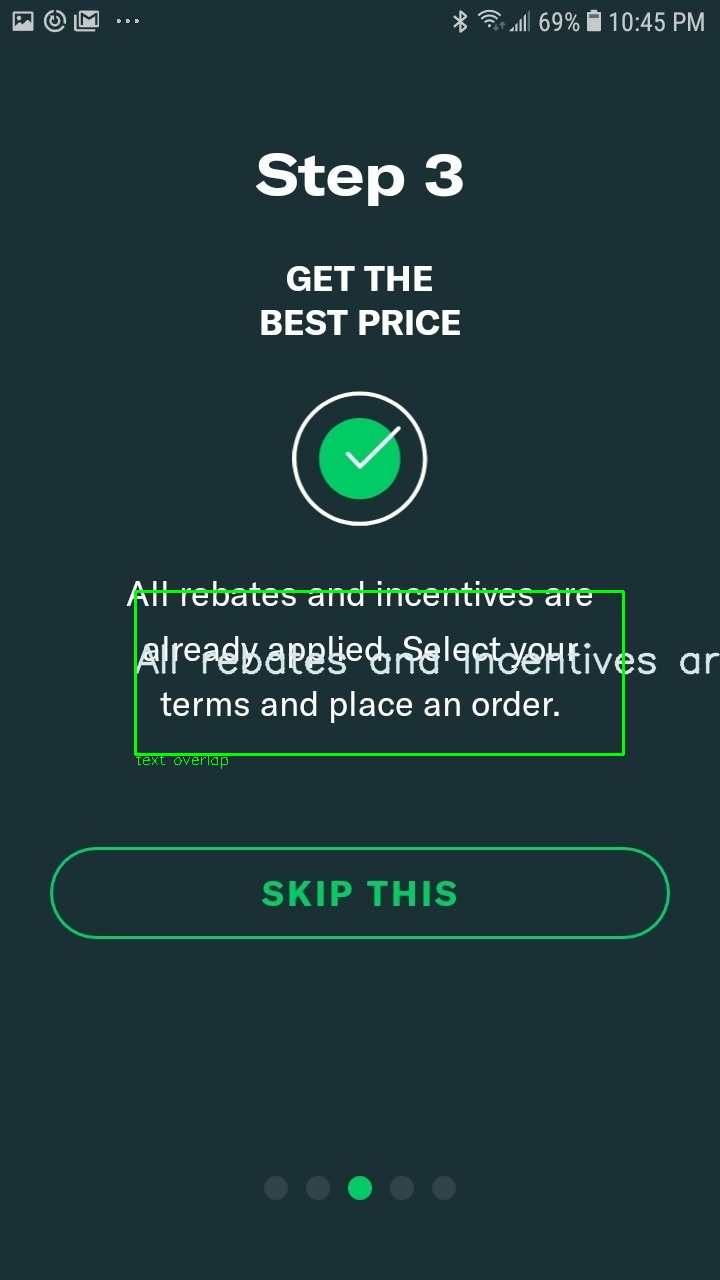 69% 10:45 PM
Step 3
GET THE
BEST PRICE
All rebates and incentives are
already applied. Select your
All rebates and incentives ar
terms and place an order.
text overlap
SKIP THIS